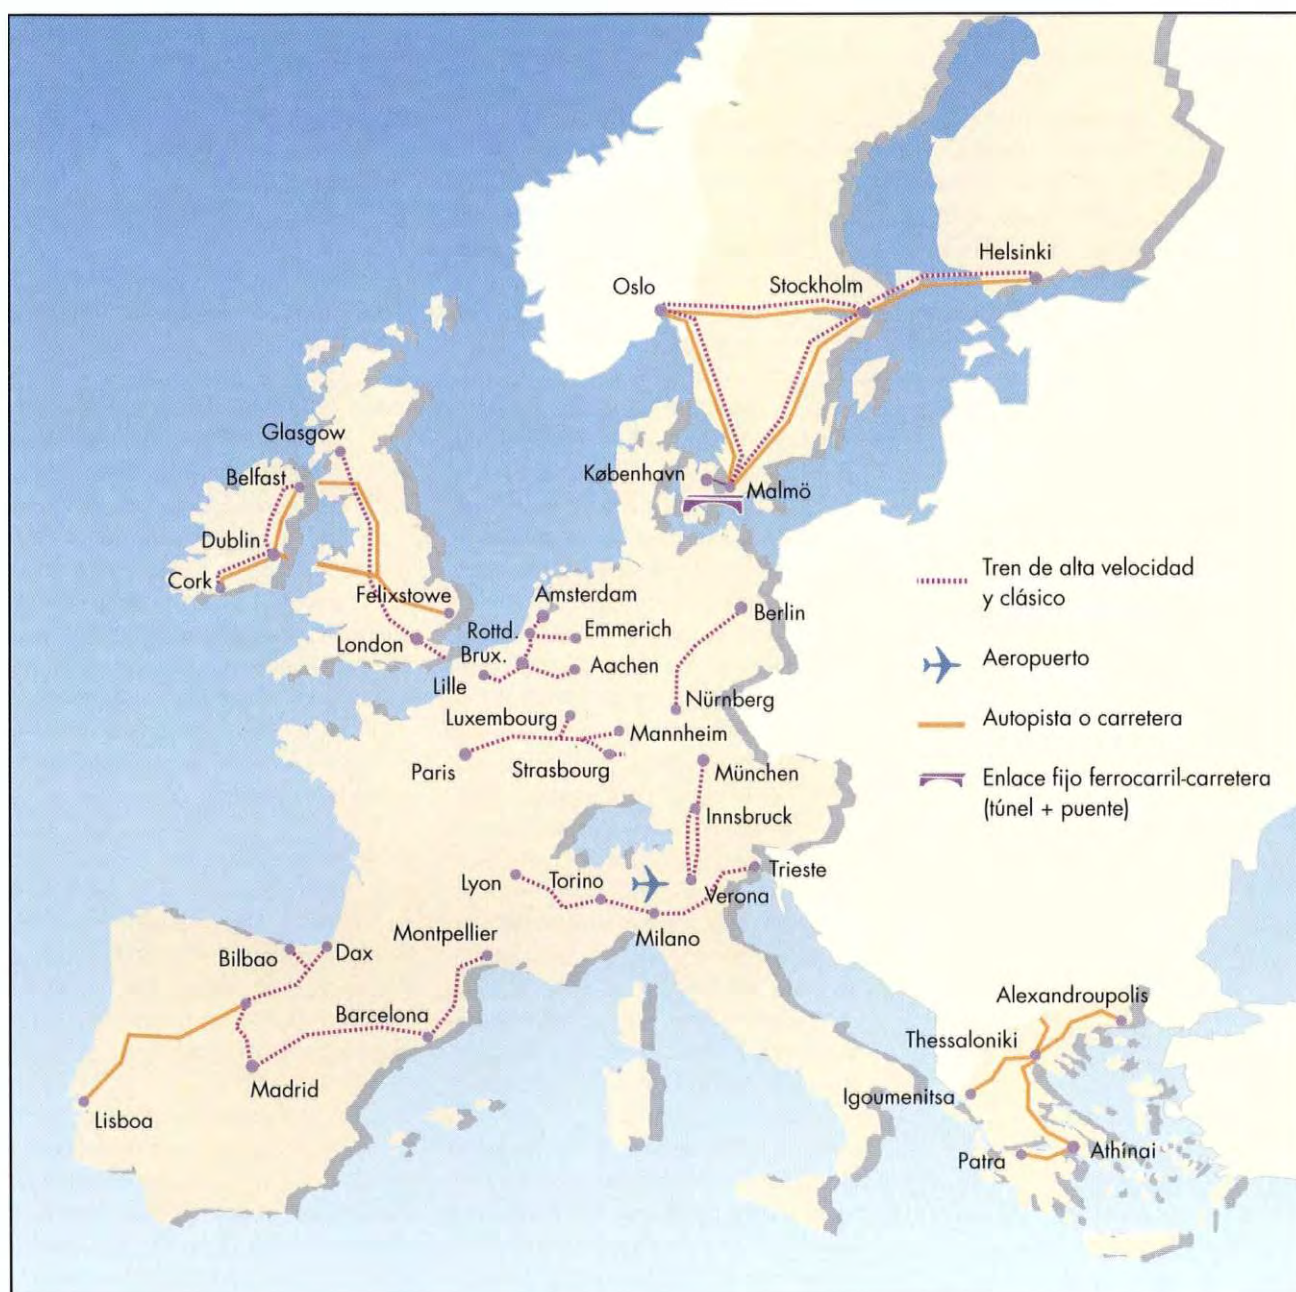 Helsinki
Oslo
Stockholm
Glasgow
Belfast
København
Malmö
Dublin
Cork
Felixstowe
Amsterdam
Berlin
London
Rottd.
Emmerich
Brux.
Aachen
Lille
Nürnberg
Luxembourg
Mannheim
Paris
Strasbourg
München
Innsbruck
Lyon
Torino
Verona
Trieste
Milano
Bilbao
Dax
Montpellier
Barcelona
Madrid
Lisboa
Alexandroupolis
Thessaloniki
Igoumenitsa
Patra
Athínai
Tren de alta velocidad
y clásico
Aeropuerto
Autopista o carretera
Enlace fijo ferrocarril-carretera
(túnel + puente)